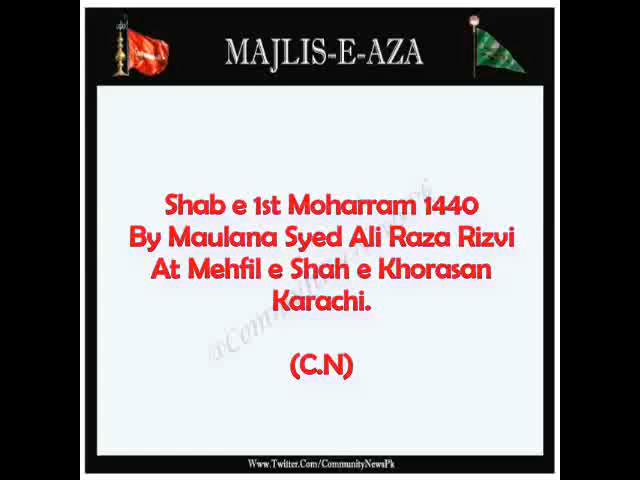 MAJLIS-E-AZA
Shab e 1st Moharram 1440
By Maulana Syed Ali Raza Rizvi
At Mehfil e Shah e Khorasan
Karachi.
(C.N)
Www.Twitter.Com/CommunityNewsPk